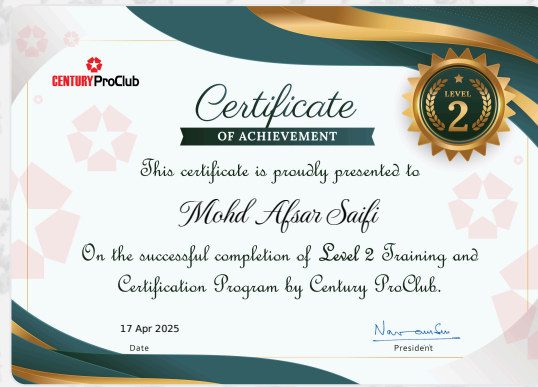 CENTURY ProClub
LEVEL
2
Certificate
OF ACHIEVEMENT
This certificate is proudly presented to
Mohd Afsar Saifi
On the successful completion of Level 2 Training and
Certification Program by Century ProClub.
17 Apr 2025
Date
President